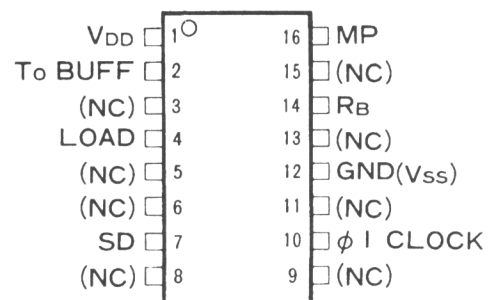 VDD 1 16 MP
To BUFF 2 15 (NC)
(NC) 3 14 RB
LOAD 4 13 (NC)
(NC) 5 12 GND(Vss)
(NC) 6 11 (NC)
SD 7 10 φ1 CLOCK
(NC) 8 9 (NC)